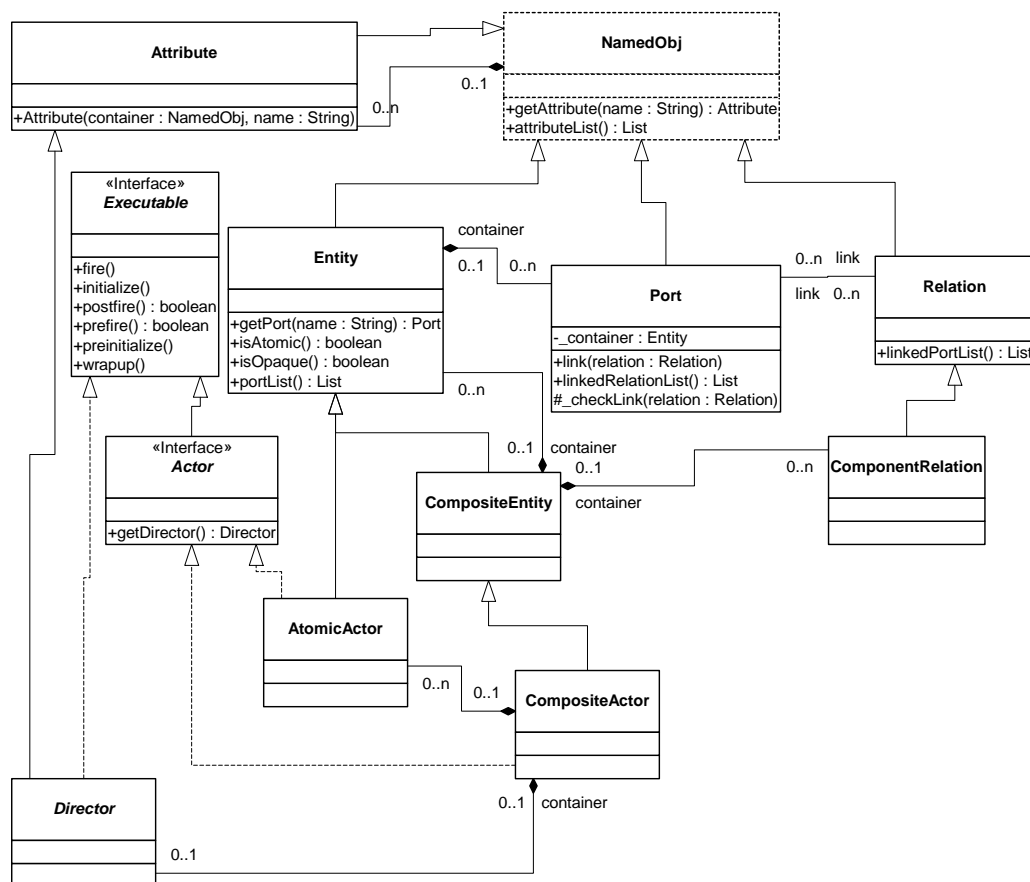 Attribute
+Attribute(container : NamedObj, name : String)
NamedObj
+getAttribute(name : String) : Attribute
+attributeList() : List
0..1
0..n
«Interface»
Executable
+fire()
+initialize()
+postfire() : boolean
+prefire() : boolean
+preinitialize()
+wrapup()
Entity
+getPort(name : String) : Port
+isAtomic() : boolean
+isOpaque() : boolean
+portList() : List
container
0..1
0..n
Port
-_container : Entity
+link(relation : Relation)
+linkedRelationList() : List
#_checkLink(relation : Relation)
0..n
link
link
0..n
Relation
+linkedPortList() : List
«Interface»
Actor
+getDirector() : Director
0..n
0..1
container
CompositeEntity
0..1
container
0..n
ComponentRelation
AtomicActor
0..n
0..1
CompositeActor
0..1
container
Director
0..1